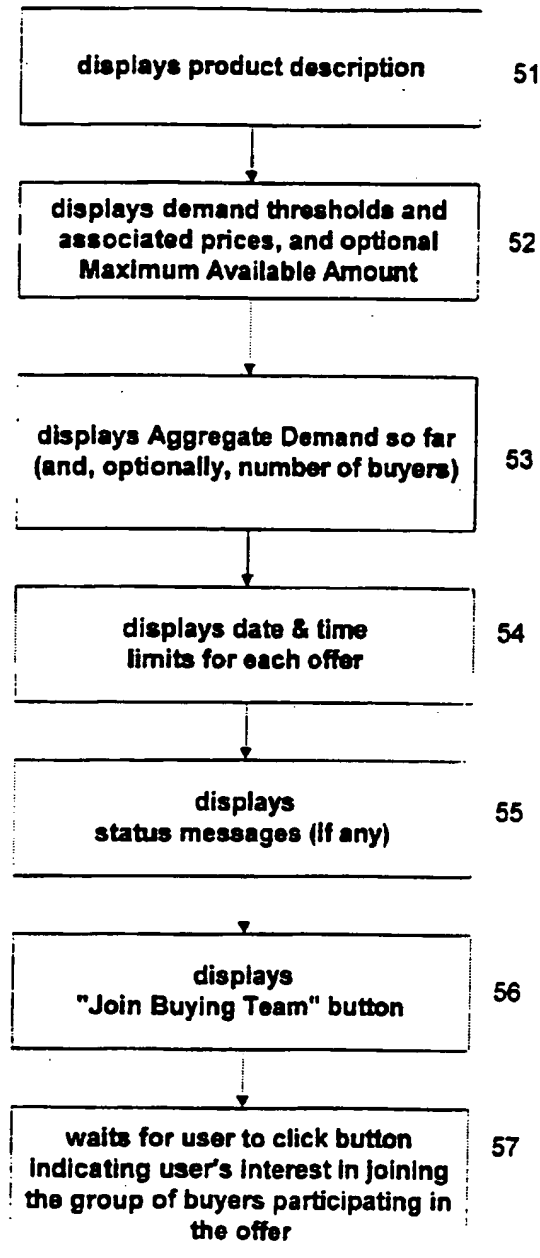 displays product description
51
displays demand thresholds and
associated prices, and optional
Maximum Available Amount
52
displays Aggregate Demand so far
(and, optionally, number of buyers)
53
displays date & time
limits for each offer
54
displays
status messages (if any)
55
displays
"Join Buying Team" button
56
waits for user to click button
indicating user's interest in joining
the group of buyers participating in
the offer
57